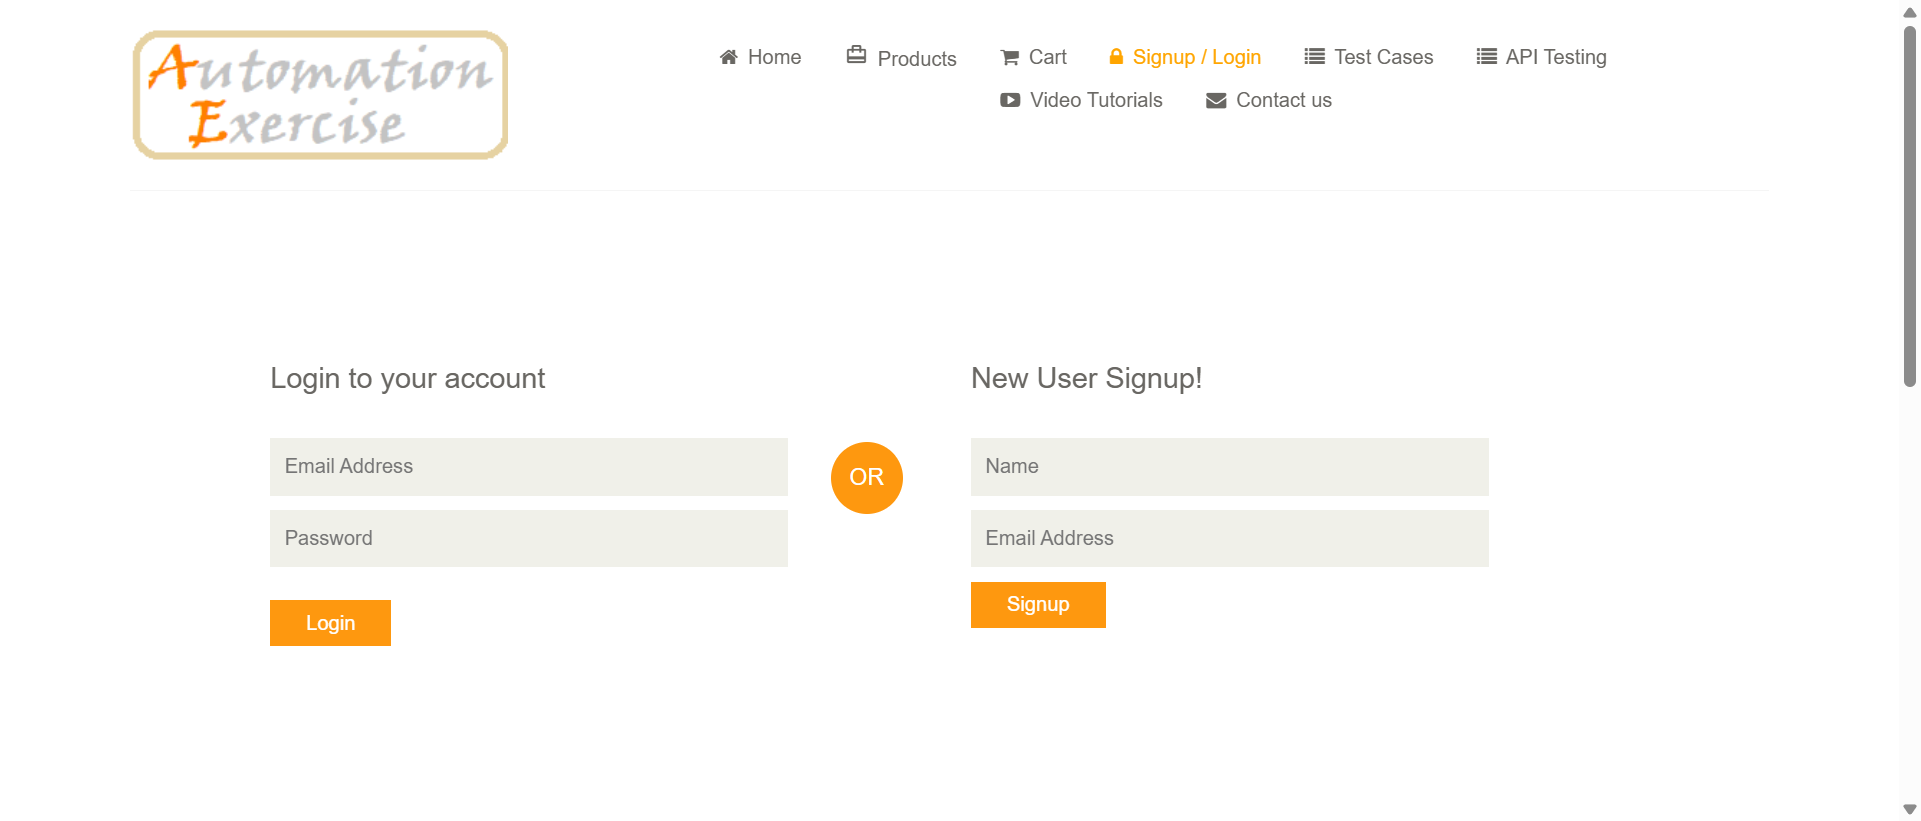 Automation
Exercise
Home
Products
Cart
Signup / Login
Test Cases
API Testing
Video Tutorials
Contact us
Login to your account
Email Address
Password
Login
OR
New User Signup!
Name
Email Address
Signup